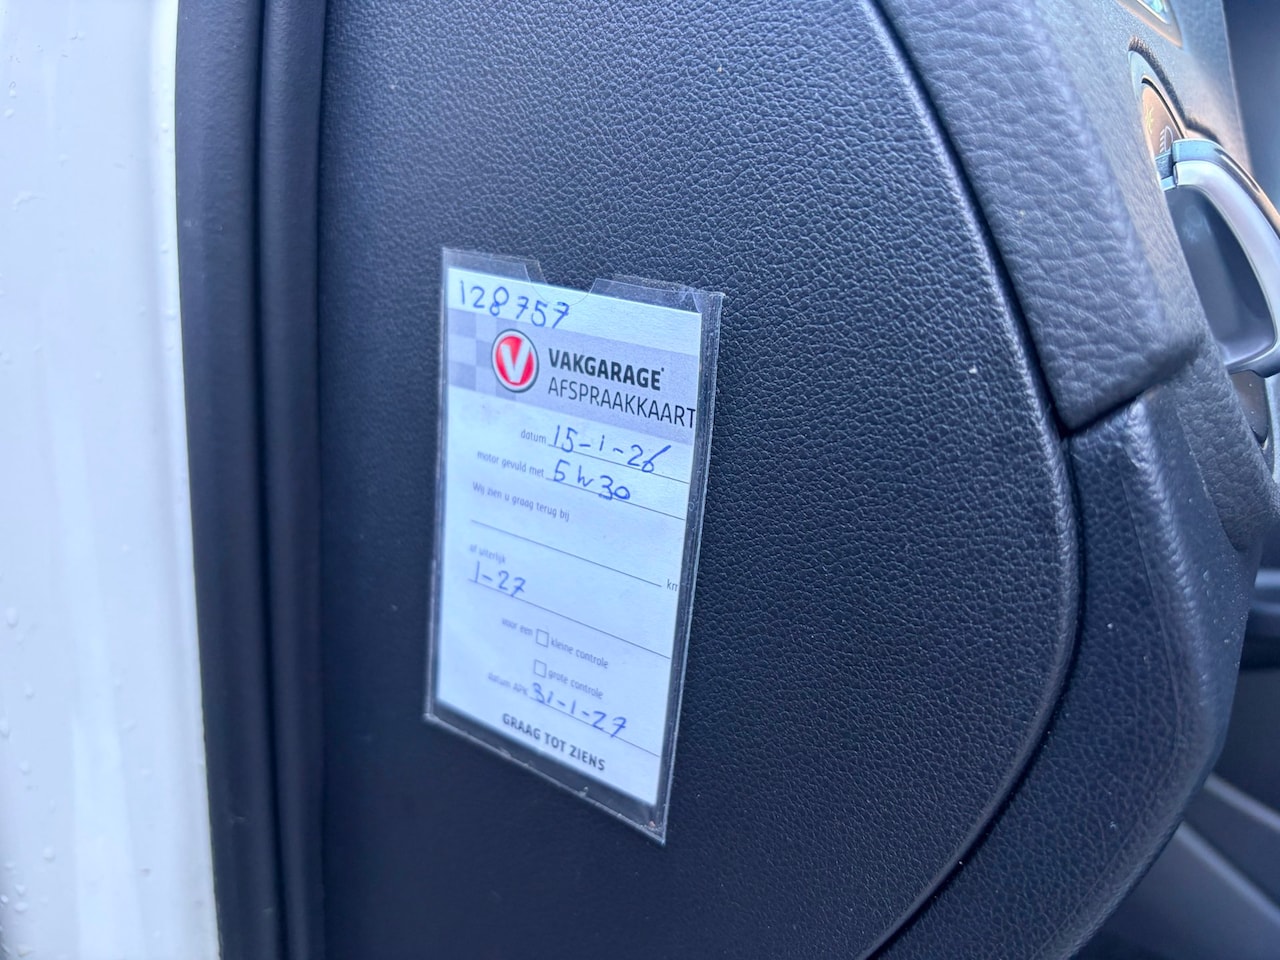 128757
V
VAKGARAGE
AFSPRAAKKAART
datum 15-1-26
motor gevuld met 5w30
Wij zien u graag terug bij
km
of uiterlijk
1-27
voor een kleine controle
grote controle
datum APK 31-1-27
GRAAG TOT ZIENS